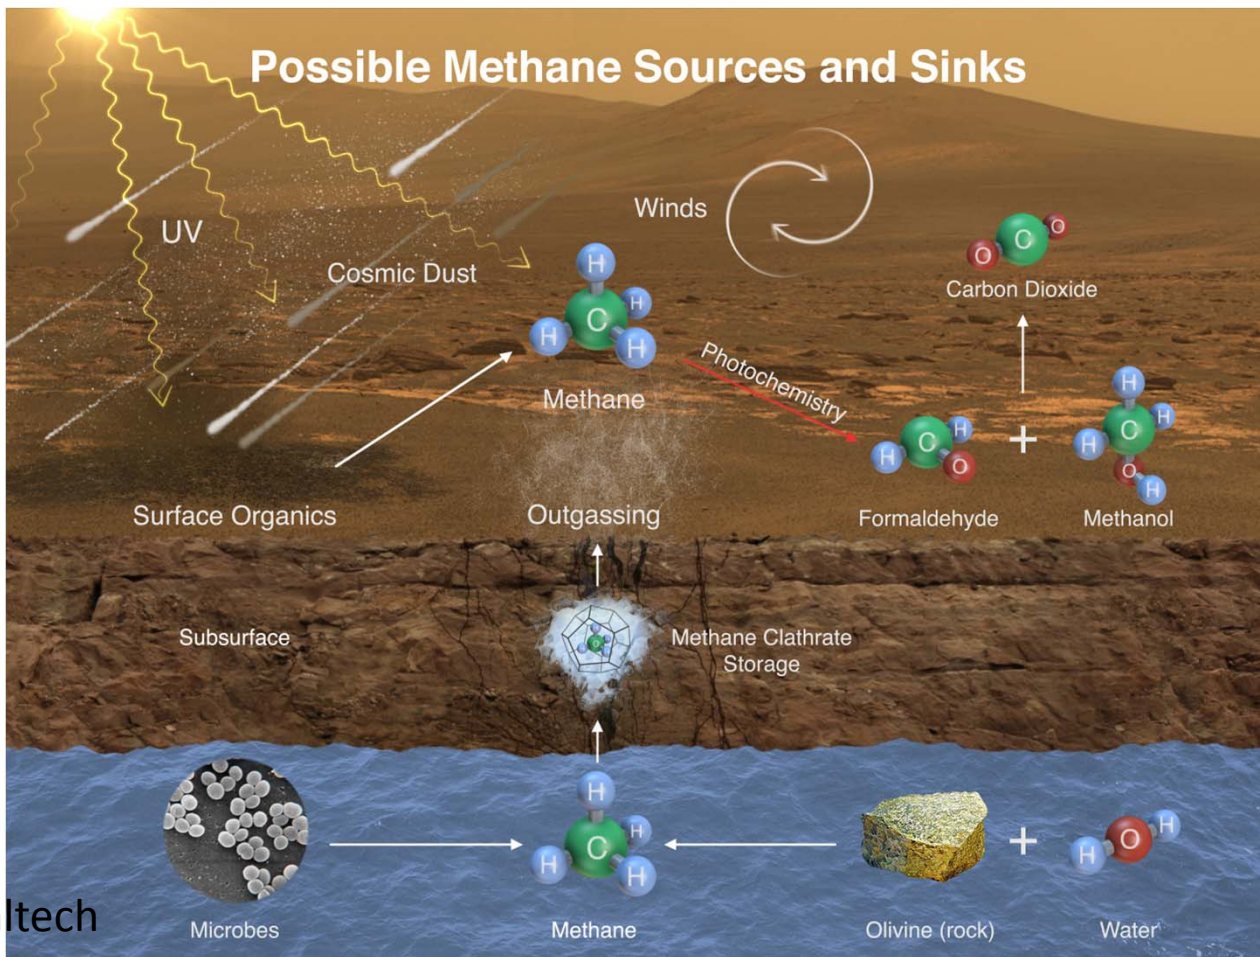 Possible Methane Sources and Sinks
UV
Cosmic Dust
Winds
O
C
O
Carbon Dioxide
H
H
C
H
H
Methane
Photochemistry
H
C
H
O
Formaldehyde
+
H
H
C
H
O
H
Methanol
Surface Organics
Outgassing
Subsurface
Methane Clathrate
Storage
Microbes
H
H
C
H
H
Methane
Olivine (rock)
+
H
O
H
Water
ltech